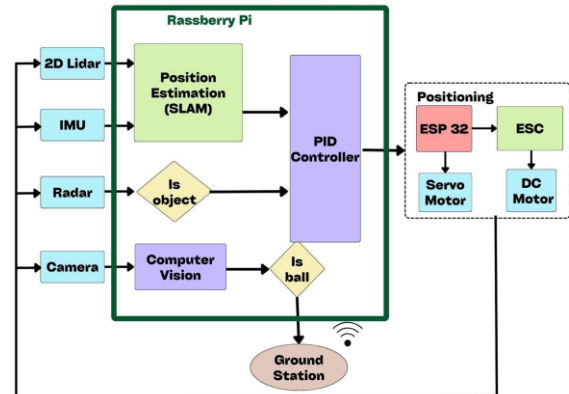 Rassberry Pi
2D Lidar
Position
Estimation
(SLAM)
IMU
PID
Controller
Positioning
ESP 32
ESC
Servo
Motor
DC
Motor
Radar
Is
object
Camera
Computer
Vision
Is
ball
Ground
Station